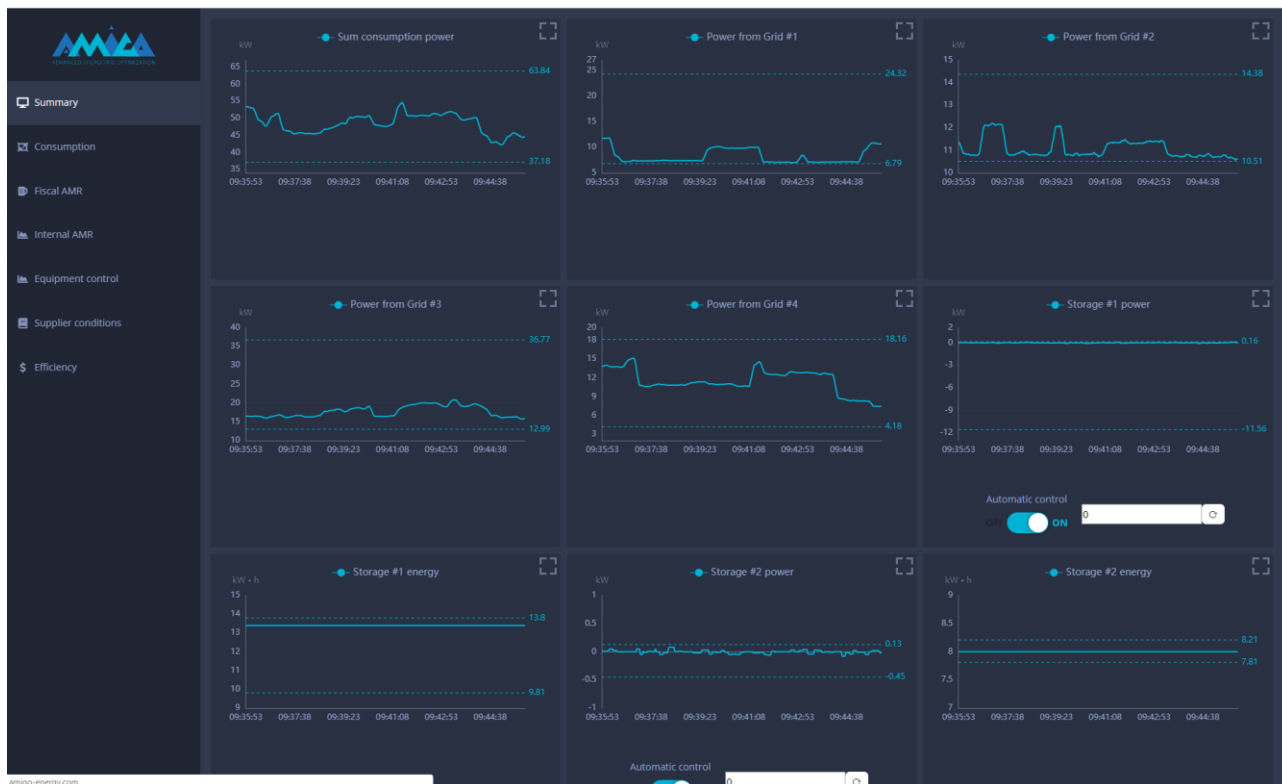 AMIGO
ADVANCED MICROGRID OPTIMIZATION
Summary
Consumption
Fiscal AMR
Internal AMR
Equipment control
Supplier conditions
Efficiency
Sum consumption power
kW
65
60
55
50
45
40
35
63.84
37.18
09:35:53 09:37:38 09:39:23 09:41:08 09:42:53 09:44:38
Power from Grid #1
kW
27
25
20
15
10
5
24.32
6.79
09:35:53 09:37:38 09:39:23 09:41:08 09:42:53 09:44:38
Power from Grid #2
kW
15
14
13
12
11
10
14.38
10.51
09:35:53 09:37:38 09:39:23 09:41:08 09:42:53 09:44:38
Power from Grid #3
kW
40
35
30
25
20
15
10
36.77
12.99
09:35:53 09:37:38 09:39:23 09:41:08 09:42:53 09:44:38
Power from Grid #4
kW
20
18
15
12
9
6
3
18.16
4.18
09:35:53 09:37:38 09:39:23 09:41:08 09:42:53 09:44:38
Storage #1 power
kW
2
0
-3
-6
-9
-12
0.16
-11.56
09:35:53 09:37:38 09:39:23 09:41:08 09:42:53 09:44:38
Automatic control
OFF ON 0
Storage #1 energy
kW • h
15
14
13
12
11
10
9
13.8
9.81
09:35:53 09:37:38 09:39:23 09:41:08 09:42:53 09:44:38
Storage #2 power
kW
1
0.5
0
-0.5
-1
0.13
-0.45
09:35:53 09:37:38 09:39:23 09:41:08 09:42:53 09:44:38
Automatic control
0
Storage #2 energy
kW • h
9
8.5
8
7.5
7
8.21
7.81
09:35:53 09:37:38 09:39:23 09:41:08 09:42:53 09:44:38
amigo-energy.com